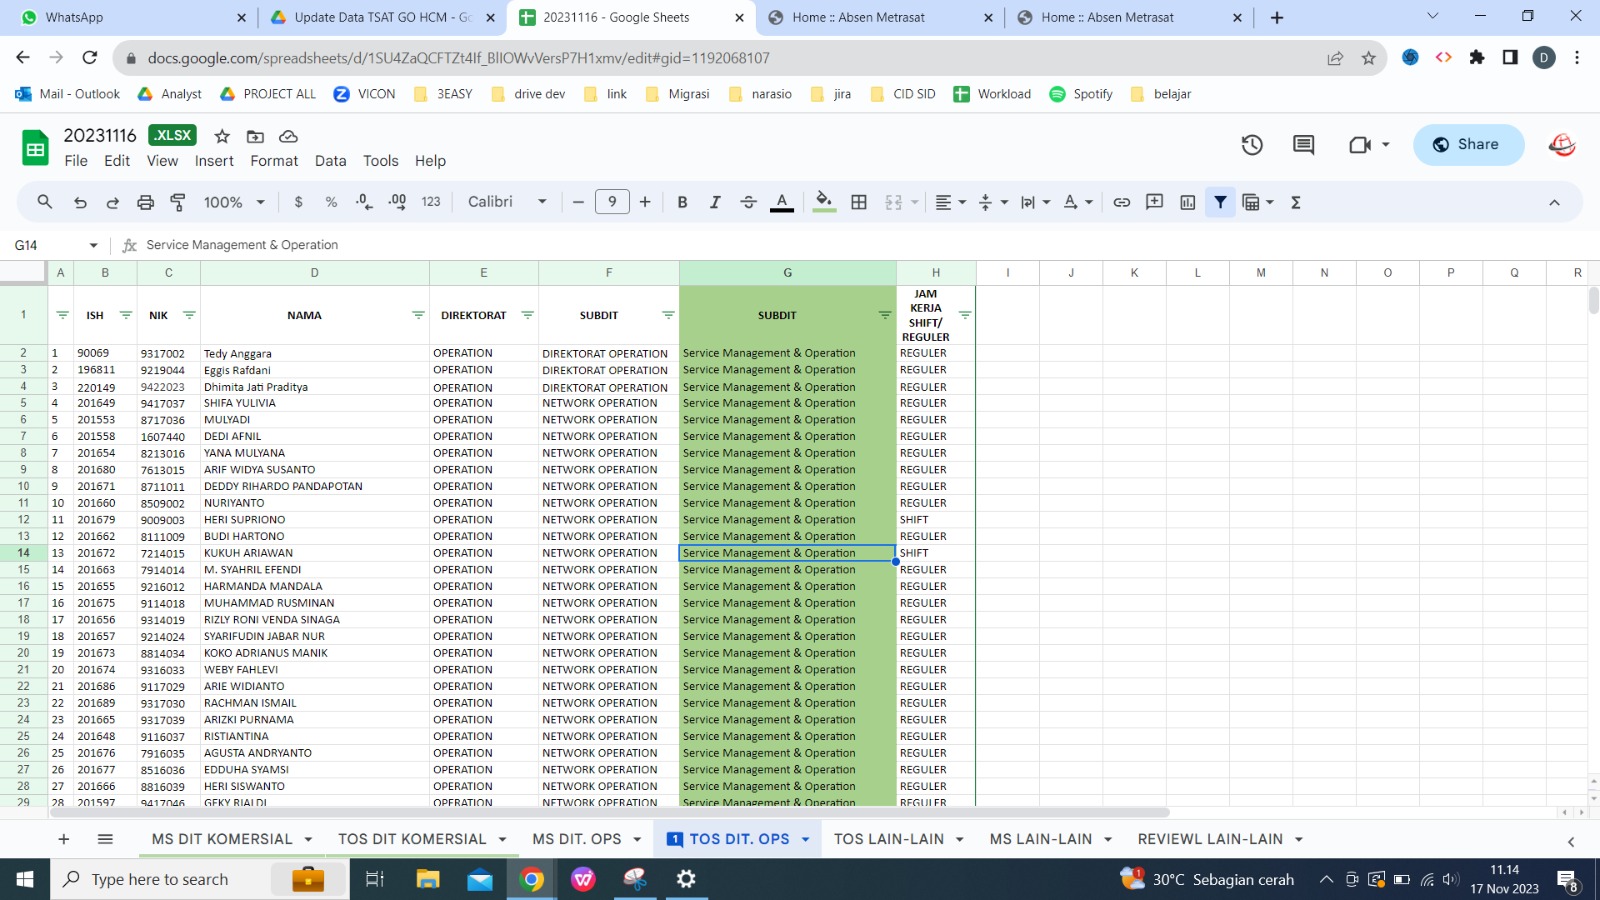 WhatsApp
Update Data TSAT GO HCM - Gc
20231116 - Google Sheets
Home :: Absen Metrasat
Home :: Absen Metrasat
docs.google.com/spreadsheets/d/1SU4ZaQCFTZt4If_BlIOWvVersP7H1xmv/edit#gid=1192068107
D
Mail - Outlook Analyst PROJECT ALL VICON 3EASY drive dev link Migrasi narasio jira CID SID Workload Spotify belajar
20231116 .XLSX
File Edit View Insert Format Data Tools Help
Share
100% $ % .0 .00 123 Calibri 9 B I A
G14 fx Service Management & Operation
A B C D E F G H I J K L M N O P Q R
1 ISH NIK NAMA DIREKTORAT SUBDIT SUBDIT JAM KERJA SHIFT/ REGULER
2 1 90069 9317002 Tedy Anggara OPERATION DIREKTORAT OPERATION Service Management & Operation REGULER
3 2 196811 9219044 Eggis Rafdani OPERATION DIREKTORAT OPERATION Service Management & Operation REGULER
4 3 220149 9422023 Dhimita Jati Praditya OPERATION DIREKTORAT OPERATION Service Management & Operation REGULER
5 4 201649 9417037 SHIFA YULIVIA OPERATION NETWORK OPERATION Service Management & Operation REGULER
6 5 201553 8717036 MULYADI OPERATION NETWORK OPERATION Service Management & Operation REGULER
7 6 201558 1607440 DEDI AFNIL OPERATION NETWORK OPERATION Service Management & Operation REGULER
8 7 201654 8213016 YANA MULYANA OPERATION NETWORK OPERATION Service Management & Operation REGULER
9 8 201680 7613015 ARIF WIDYA SUSANTO OPERATION NETWORK OPERATION Service Management & Operation REGULER
10 9 201671 8711011 DEDDY RIHARDO PANDAPOTAN OPERATION NETWORK OPERATION Service Management & Operation REGULER
11 10 201660 8509002 NURIYANTO OPERATION NETWORK OPERATION Service Management & Operation REGULER
12 11 201679 9009003 HERI SUPRIONO OPERATION NETWORK OPERATION Service Management & Operation SHIFT
13 12 201662 8111009 BUDI HARTONO OPERATION NETWORK OPERATION Service Management & Operation REGULER
14 13 201672 7214015 KUKUH ARIAWAN OPERATION NETWORK OPERATION Service Management & Operation SHIFT
15 14 201663 7914014 M. SYAHRIL EFENDI OPERATION NETWORK OPERATION Service Management & Operation REGULER
16 15 201655 9216012 HARMANDA MANDALA OPERATION NETWORK OPERATION Service Management & Operation REGULER
17 16 201675 9114018 MUHAMMAD RUSMINAN OPERATION NETWORK OPERATION Service Management & Operation REGULER
18 17 201656 9314019 RIZLY RONI VENDA SINAGA OPERATION NETWORK OPERATION Service Management & Operation REGULER
19 18 201657 9214024 SYARIFUDIN JABAR NUR OPERATION NETWORK OPERATION Service Management & Operation REGULER
20 19 201673 8814034 KOKO ADRIANUS MANIK OPERATION NETWORK OPERATION Service Management & Operation REGULER
21 20 201674 9316033 WEBY FAHLEVI OPERATION NETWORK OPERATION Service Management & Operation REGULER
22 21 201686 9117029 ARIE WIDIANTO OPERATION NETWORK OPERATION Service Management & Operation REGULER
23 22 201689 9317030 RACHMAN ISMAIL OPERATION NETWORK OPERATION Service Management & Operation REGULER
24 23 201665 9317039 ARIZKI PURNAMA OPERATION NETWORK OPERATION Service Management & Operation REGULER
25 24 201648 9116037 RISTIANTINA OPERATION NETWORK OPERATION Service Management & Operation REGULER
26 25 201676 7916035 AGUSTA ANDRYANTO OPERATION NETWORK OPERATION Service Management & Operation REGULER
27 26 201677 8516036 EDDUHA SYAMSI OPERATION NETWORK OPERATION Service Management & Operation REGULER
28 27 201666 8816039 HERI SISWANTO OPERATION NETWORK OPERATION Service Management & Operation REGULER
29 28 201597 9417046 GEKY RIALDI OPERATION NETWORK OPERATION Service Management & Operation REGULER
MS DIT KOMERSIAL TOS DIT KOMERSIAL MS DIT. OPS 1 TOS DIT. OPS TOS LAIN-LAIN MS LAIN-LAIN REVIEWL LAIN-LAIN
Type here to search
1 30°C Sebagian cerah
11.14
17 Nov 2023
8